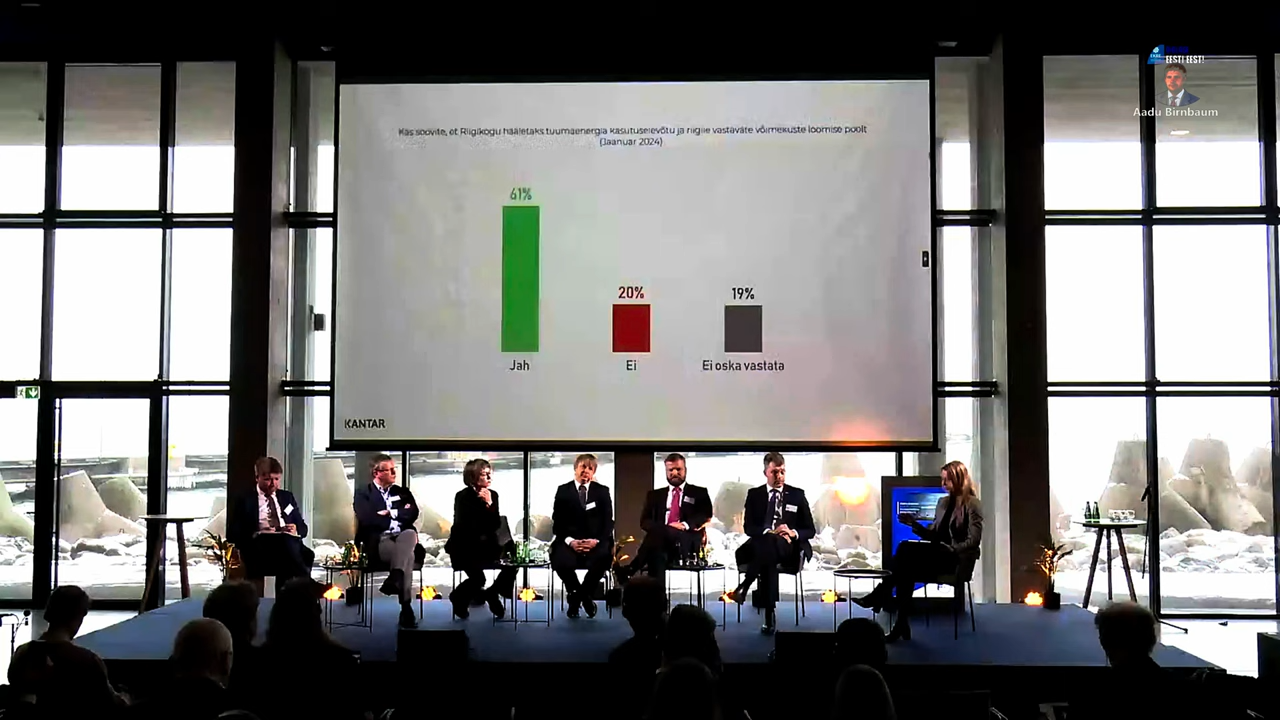 EESTI EEST!
Aadu Birnbaum
Kas soovite, et Riigikogu hääletaks tuumaenergia kasutuselevõtu ja riigile vastavate võimekuste loomise poolt
(Jaanuar 2024)
61%
20%
19%
Jah
Ei
Ei oska vastata
KANTAR